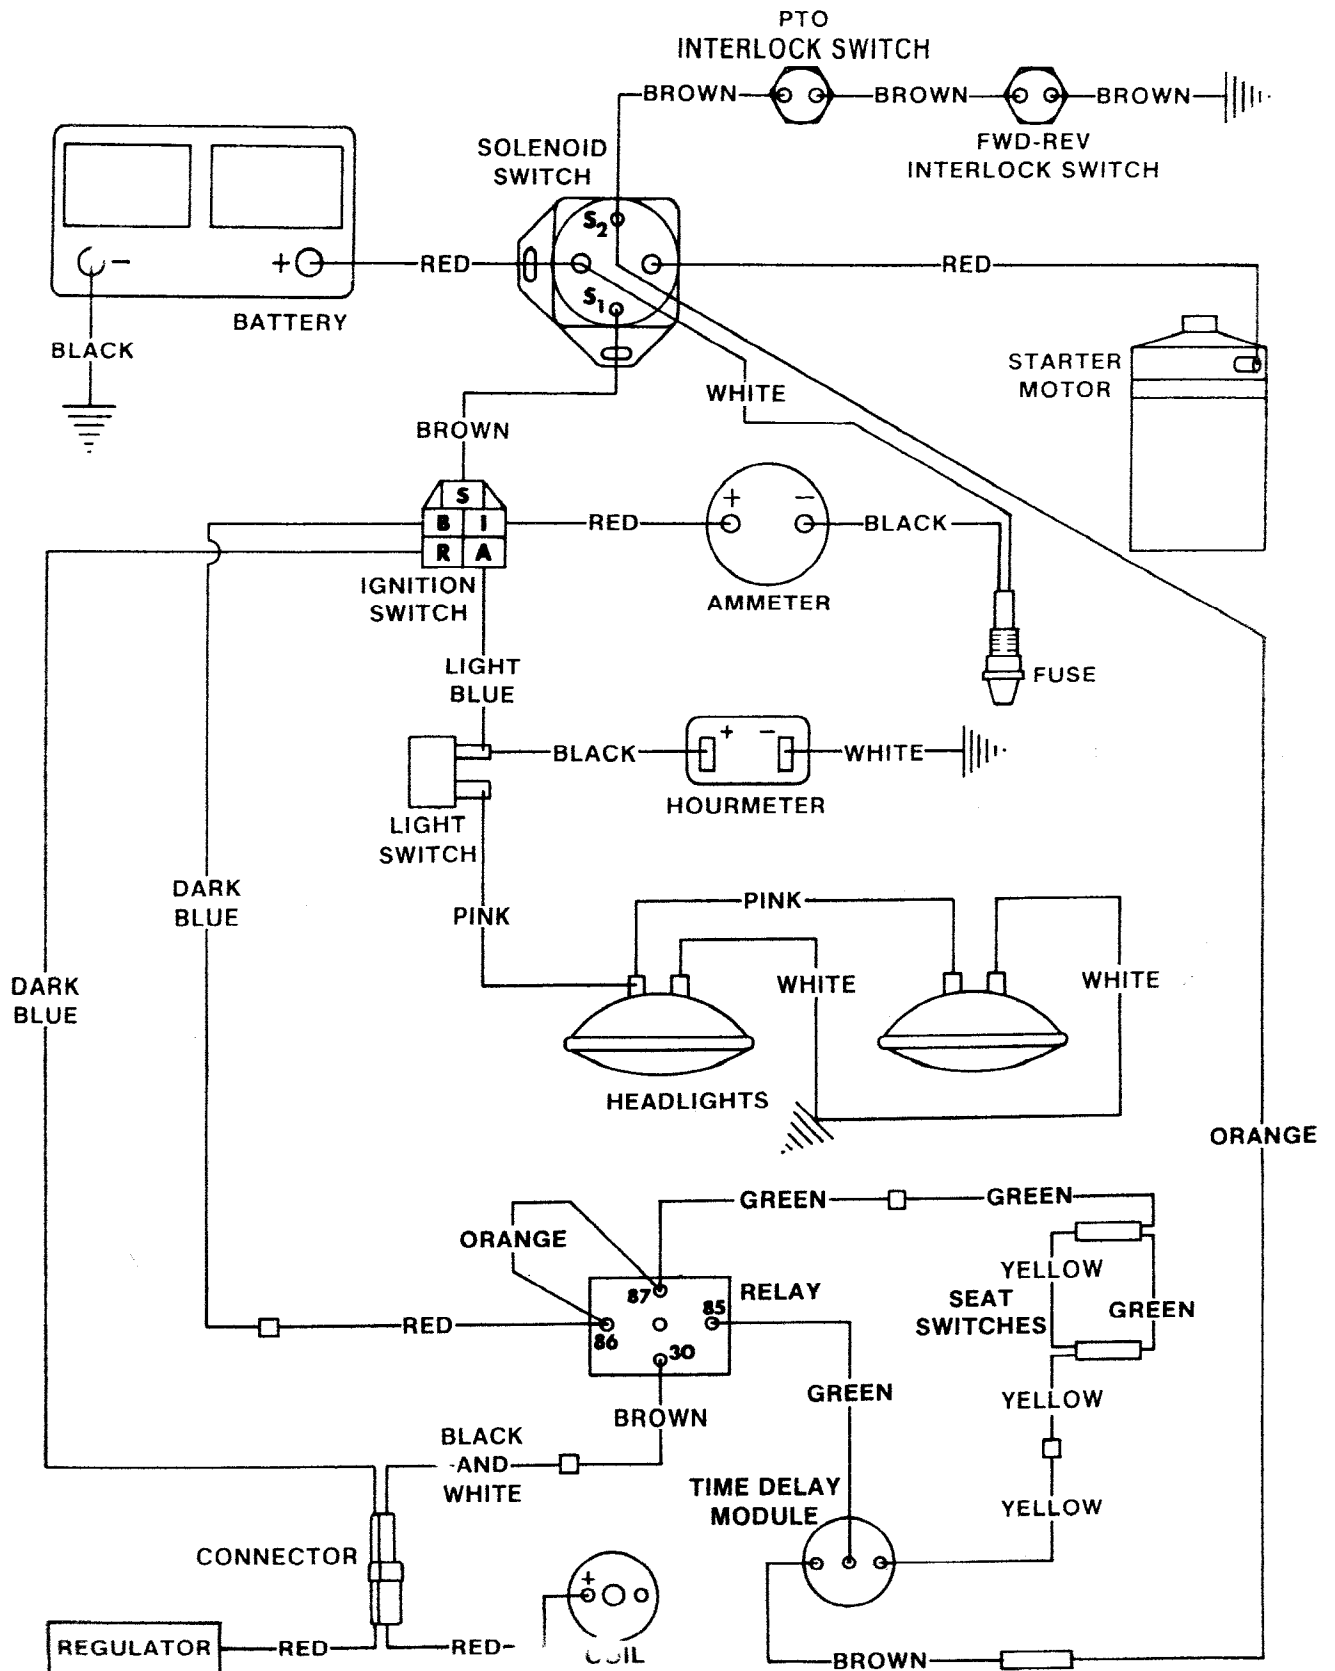 PTO
INTERLOCK SWITCH
BROWN
BROWN
BROWN
FWD-REV
INTERLOCK SWITCH
SOLENOID
SWITCH
S2
+
-
RED
RED
S1
BATTERY
BLACK
STARTER
MOTOR
WHITE
BROWN
S
B I
R A
RED
+ -
BLACK
IGNITION
SWITCH
AMMETER
LIGHT
BLUE
FUSE
BLACK
+ -
WHITE
HOURMETER
LIGHT
SWITCH
DARK
BLUE
PINK
PINK
DARK
BLUE
WHITE
WHITE
HEADLIGHTS
ORANGE
GREEN
GREEN
ORANGE
YELLOW
RELAY
87
85
SEAT
SWITCHES
GREEN
RED
86
30
GREEN
YELLOW
BROWN
BLACK
AND
WHITE
TIME DELAY
MODULE
YELLOW
CONNECTOR
+
REGULATOR
RED
RED
COIL
BROWN